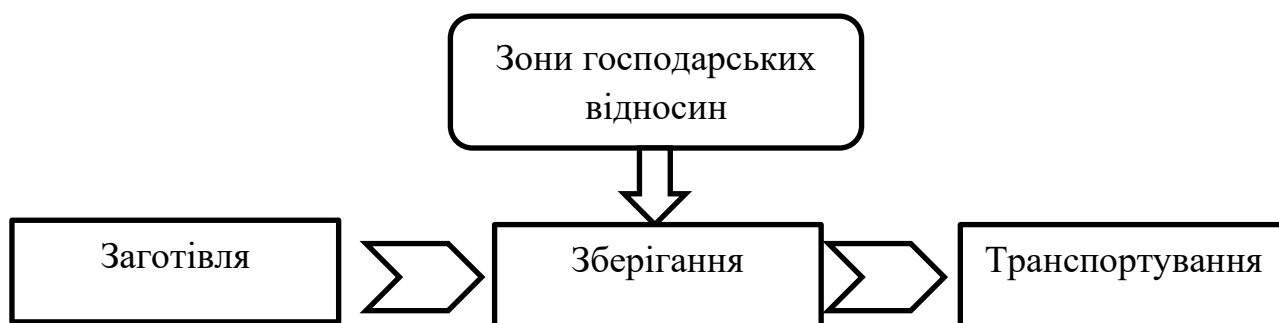 Зони господарських
відносин
Заготівля
Зберігання
Транспортування